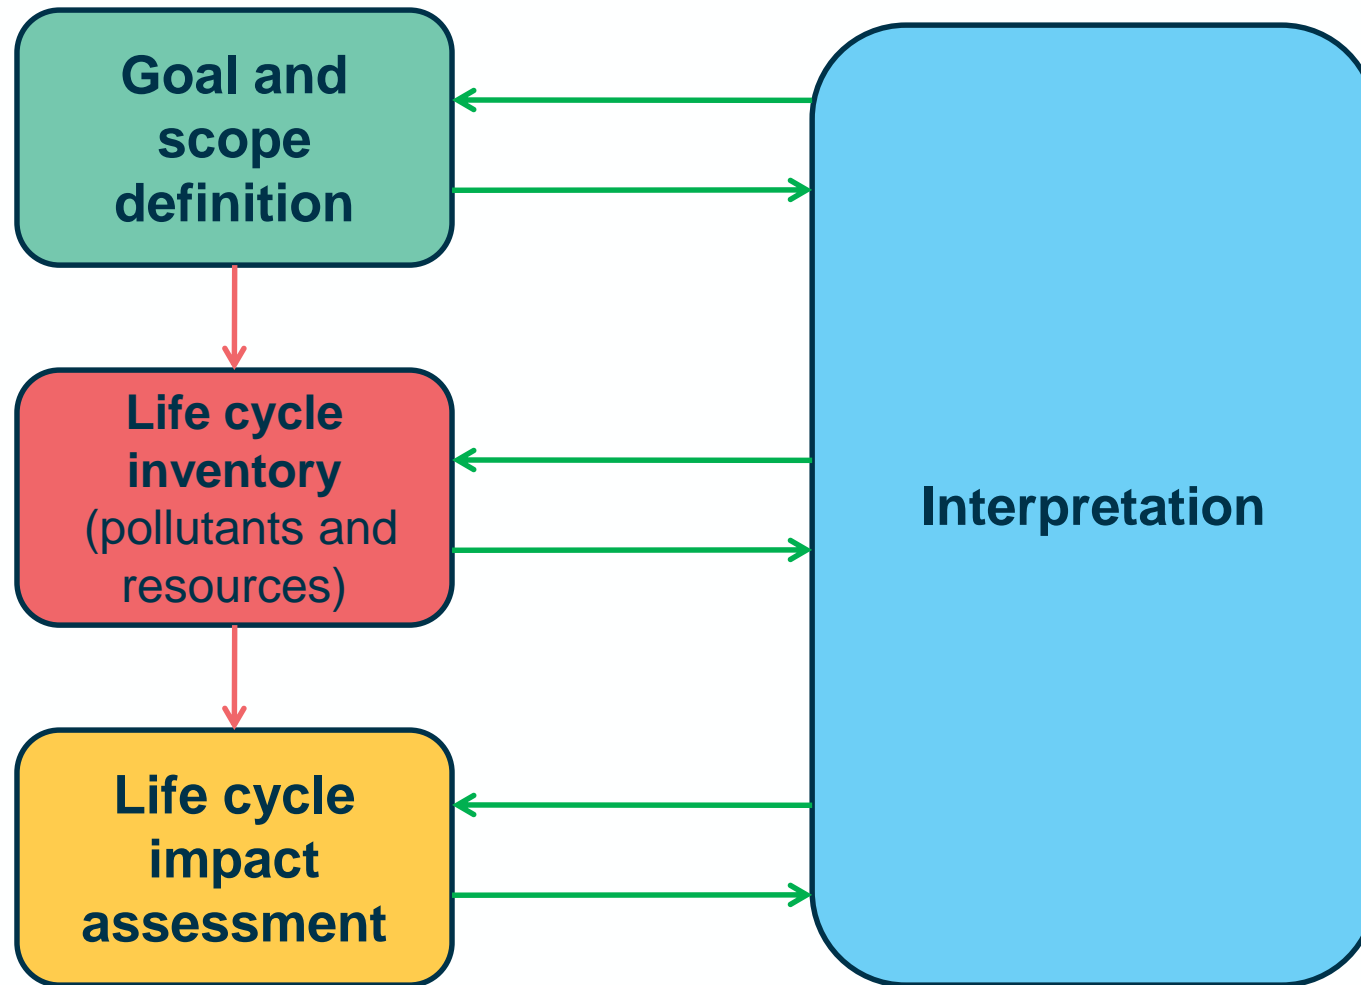 Goal and
scope
definition
Life cycle
inventory
(pollutants and
resources)
Life cycle
impact
assessment
Interpretation